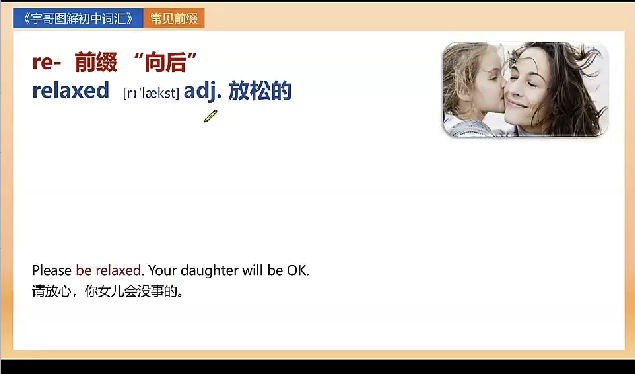 《宇哥图解初中词汇》 常见前缀
re- 前缀 “向后”
relaxed [rɪˈlækst] adj. 放松的
Please be relaxed. Your daughter will be OK.
请放心，你女儿会没事的。